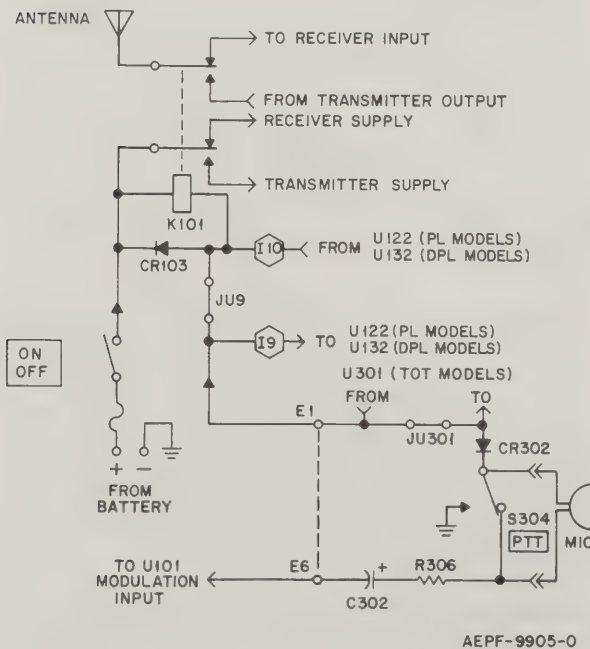 ANTENNA
TO RECEIVER INPUT
FROM TRANSMITTER OUTPUT
RECEIVER SUPPLY
TRANSMITTER SUPPLY
K101
CR103
I10
FROM
U122 (PL MODELS)
U132 (DPL MODELS)
JU9
ON
OFF
I9
TO
U122 (PL MODELS)
U132 (DPL MODELS)
U301 (TOT MODELS)
FROM
TO
E1
JU301
CR302
+
-
FROM
BATTERY
S304
PTT
MIC
TO U101
MODULATION
INPUT
E6
+
C302
R306
AEPF-9905-O